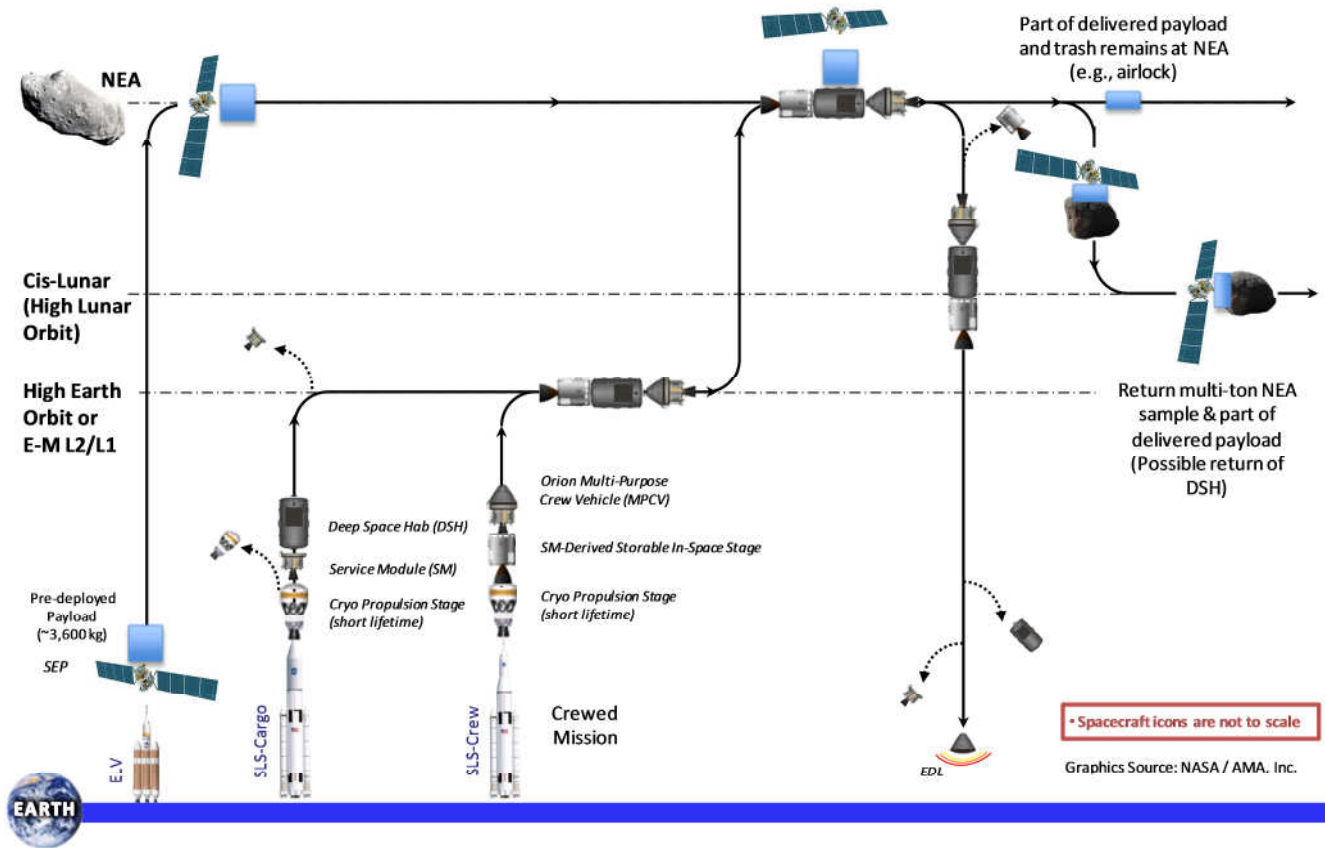 NEA
Part of delivered payload
and trash remains at NEA
(e.g., airlock)
Cis-Lunar
(High Lunar
Orbit)
High Earth
Orbit or
E-M L2/L1
Return multi-ton NEA
sample & part of
delivered payload
(Possible return of
DSH)
Orion Multi-Purpose
Crew Vehicle (MPCV)
Deep Space Hab (DSH)
SM-Derived Storable In-Space Stage
Service Module (SM)
Cryo Propulsion Stage
(short lifetime)
Cryo Propulsion Stage
(short lifetime)
Pre-deployed
Payload
(~3,600 kg)
SEP
ELV
SLS-Cargo
SLS-Crew
Crewed
Mission
EDL
• Spacecraft icons are not to scale
Graphics Source: NASA / AMA. Inc.
EARTH